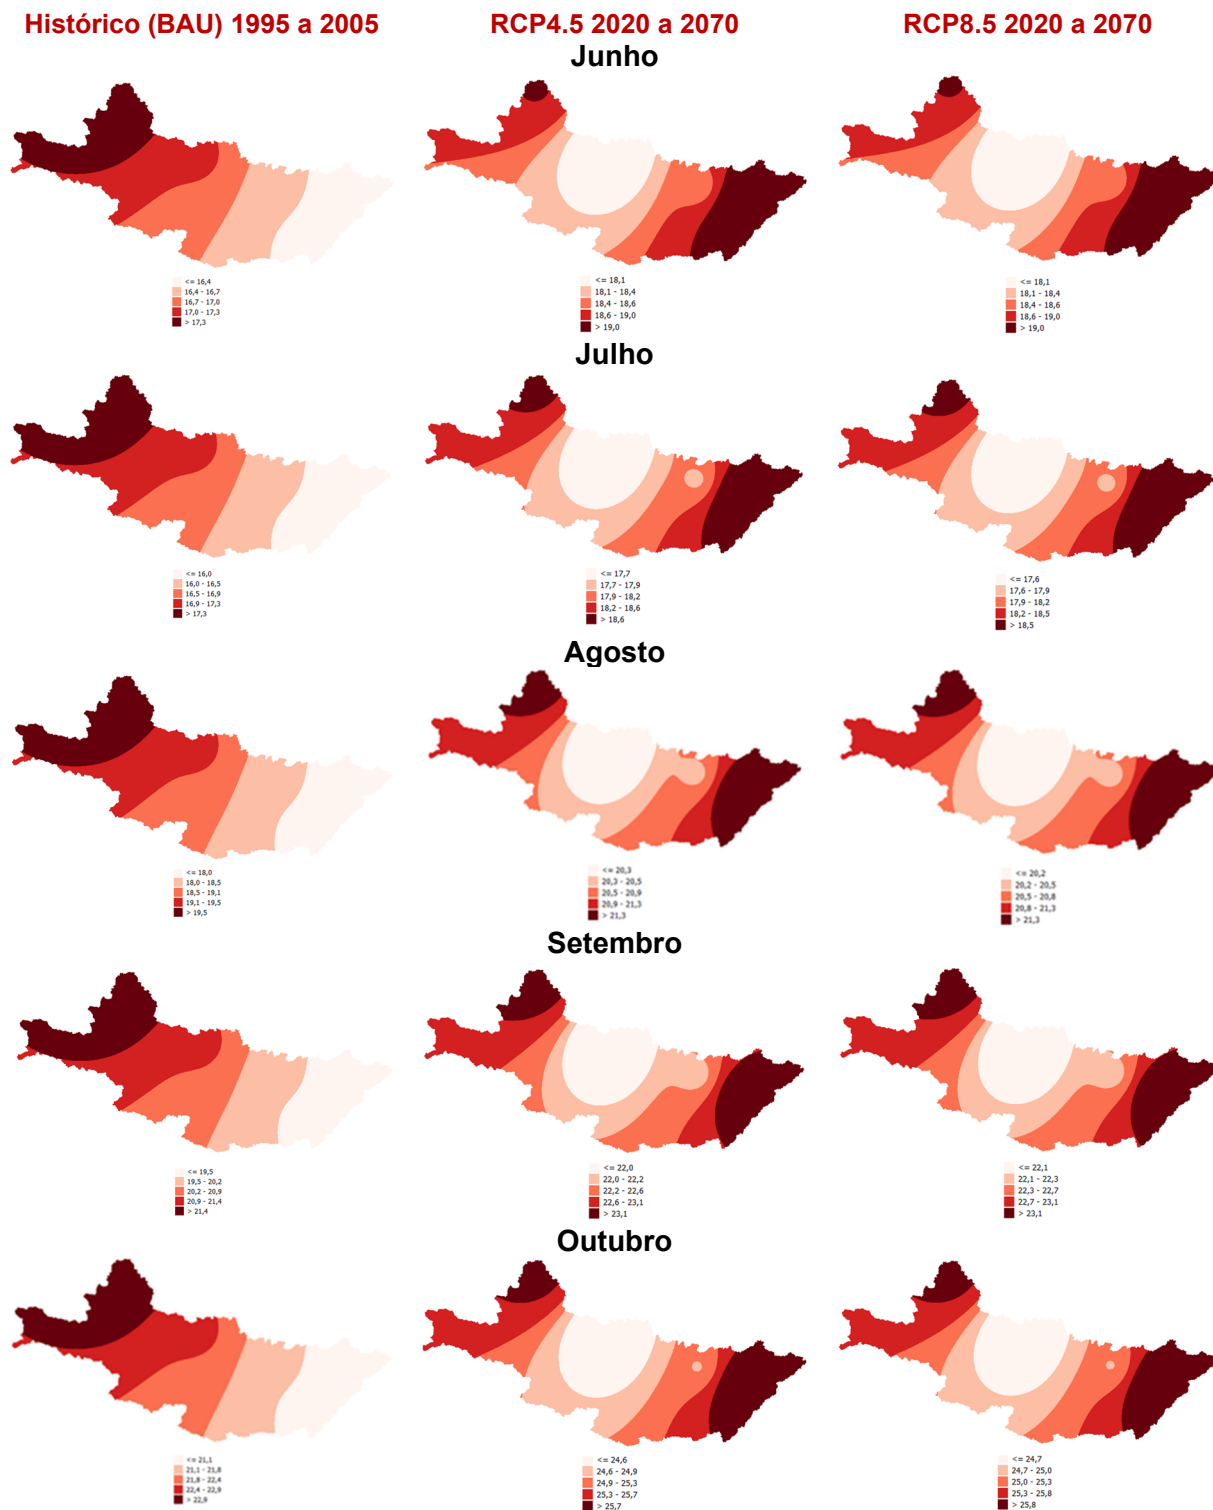 Histórico (BAU) 1995 a 2005
RCP4.5 2020 a 2070
RCP8.5 2020 a 2070
Junho
<= 16,4
16,4 - 16,7
16,7 - 17,0
17,0 - 17,3
> 17,3
<= 18,1
18,1 - 18,4
18,4 - 18,6
18,6 - 19,0
> 19,0
<= 18,1
18,1 - 18,4
18,4 - 18,6
18,6 - 19,0
> 19,0
Julho
<= 16,0
16,0 - 16,5
16,5 - 16,9
16,9 - 17,3
> 17,3
<= 17,7
17,7 - 17,9
17,9 - 18,2
18,2 - 18,6
> 18,6
<= 17,6
17,6 - 17,9
17,9 - 18,2
18,2 - 18,5
> 18,5
Agosto
<= 18,0
18,0 - 18,5
18,5 - 19,1
19,1 - 19,5
> 19,5
<= 20,3
20,3 - 20,5
20,5 - 20,9
20,9 - 21,3
> 21,3
<= 20,2
20,2 - 20,5
20,5 - 20,8
20,8 - 21,3
> 21,3
Setembro
<= 19,5
19,5 - 20,2
20,2 - 20,9
20,9 - 21,4
> 21,4
<= 22,0
22,0 - 22,2
22,2 - 22,6
22,6 - 23,1
> 23,1
<= 22,1
22,1 - 22,3
22,3 - 22,7
22,7 - 23,1
> 23,1
Outubro
<= 21,1
21,1 - 21,8
21,8 - 22,4
22,4 - 22,9
> 22,9
<= 24,6
24,6 - 24,9
24,9 - 25,3
25,3 - 25,7
> 25,7
<= 24,7
24,7 - 25,0
25,0 - 25,3
25,3 - 25,8
> 25,8